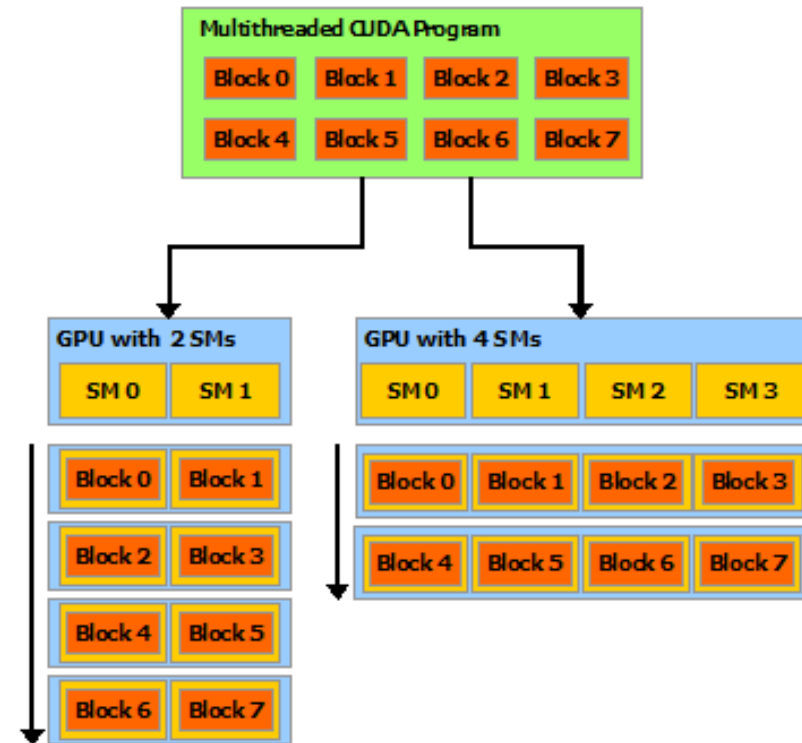 Multithreaded CUDA Program
Block 0 Block 1 Block 2 Block 3
Block 4 Block 5 Block 6 Block 7
GPU with 2 SMs
SM 0 SM 1
Block 0 Block 1
Block 2 Block 3
Block 4 Block 5
Block 6 Block 7
GPU with 4 SMs
SM 0 SM 1 SM 2 SM 3
Block 0 Block 1 Block 2 Block 3
Block 4 Block 5 Block 6 Block 7